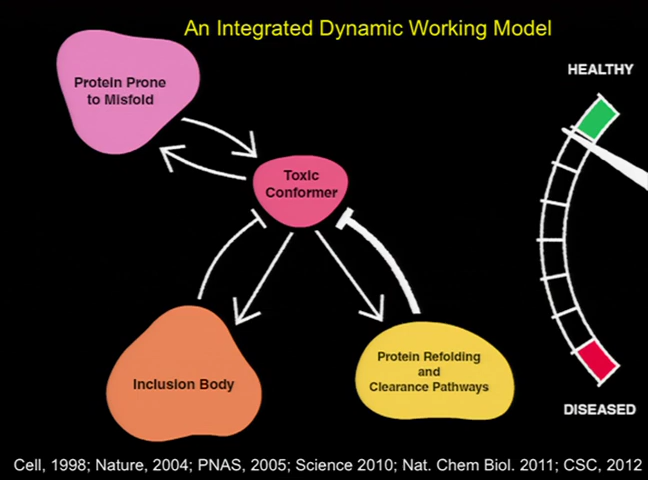 An Integrated Dynamic Working Model
HEALTHY
Protein Prone
to Misfold
Toxic
Conformer
Inclusion Body
Protein Refolding
and
Clearance Pathways
DISEASED
Cell, 1998; Nature, 2004; PNAS, 2005; Science 2010; Nat. Chem Biol. 2011; CSC, 2012